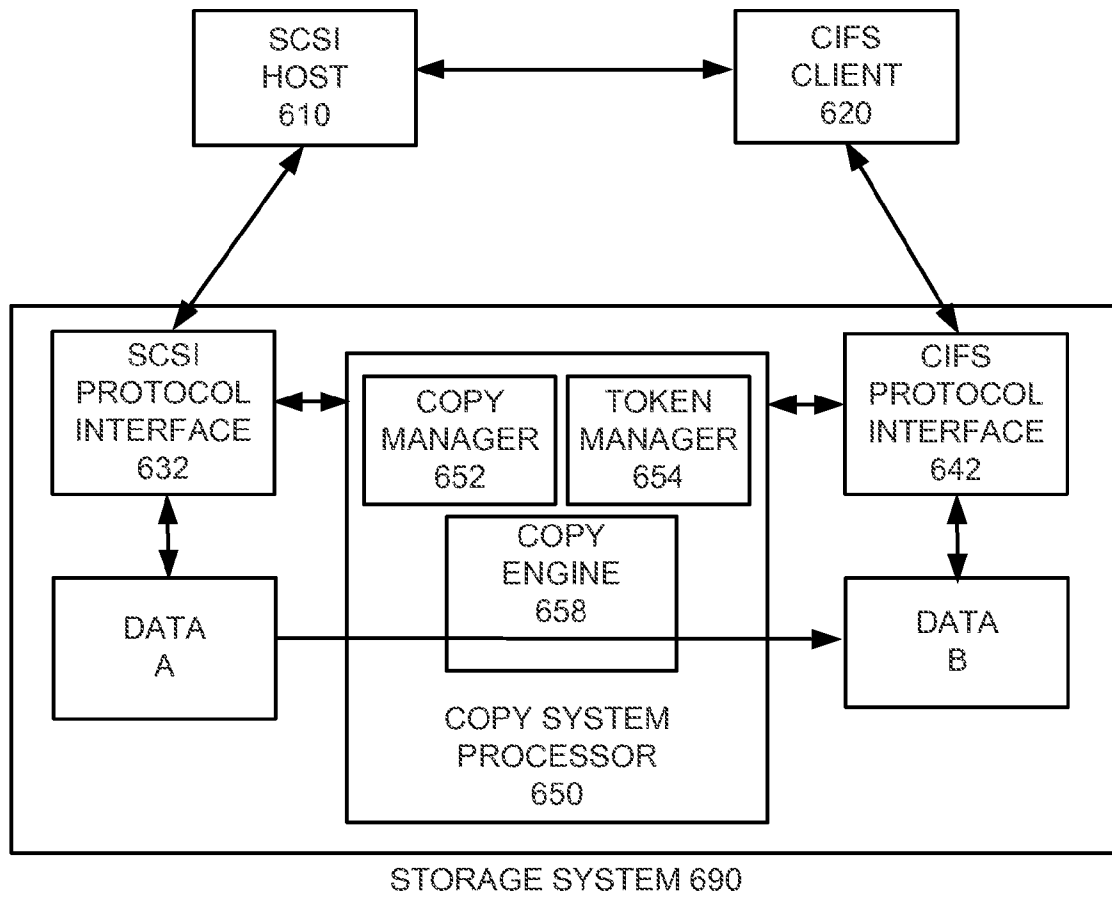 SCSI
HOST
610
CIFS
CLIENT
620
SCSI
PROTOCOL
INTERFACE
632
COPY
MANAGER
652
TOKEN
MANAGER
654
CIFS
PROTOCOL
INTERFACE
642
COPY
ENGINE
658
DATA
A
DATA
B
COPY SYSTEM
PROCESSOR
650
STORAGE SYSTEM 690